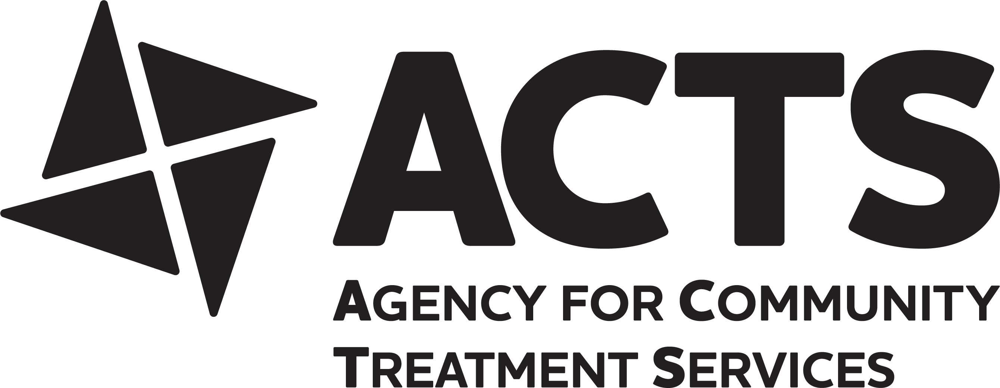 ACTS
AGENCY FOR COMMUNITY
TREATMENT SERVICES